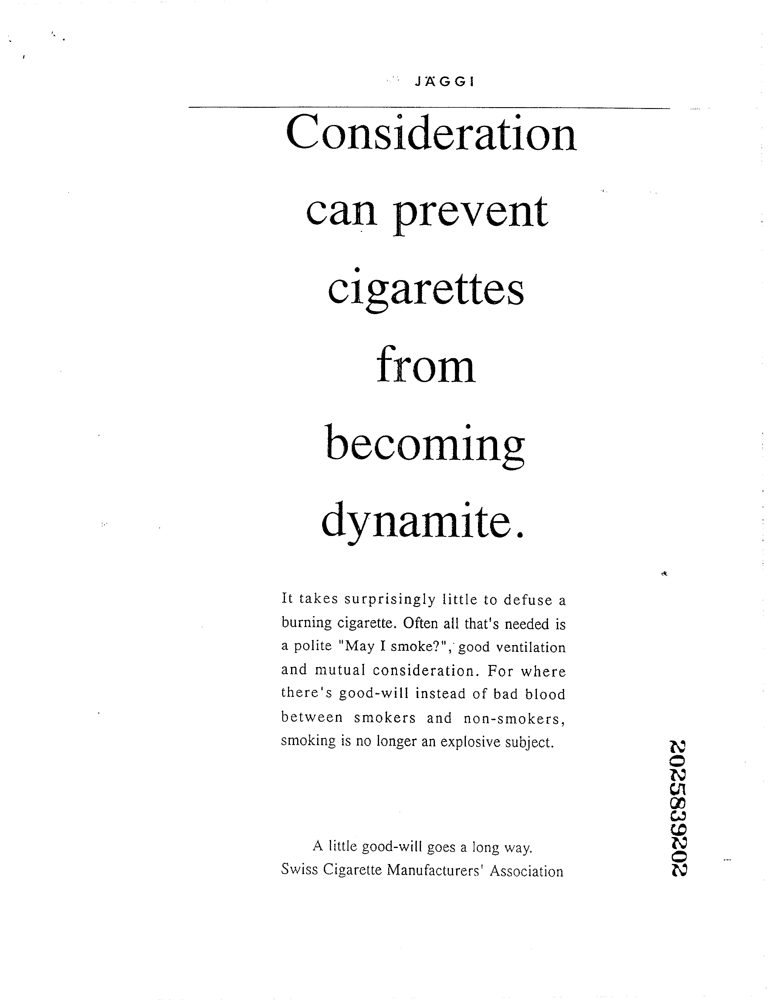 JÄGGI
Consideration
can prevent
cigarettes
from
becoming
dynamite.
It takes surprisingly little to defuse a
burning cigarette. Often all that's needed is
a polite "May I smoke?", good ventilation
and mutual consideration. For where
there's good-will instead of bad blood
between smokers and non-smokers,
smoking is no longer an explosive subject.
A little good-will goes a long way.
Swiss Cigarette Manufacturers' Association
2025839202